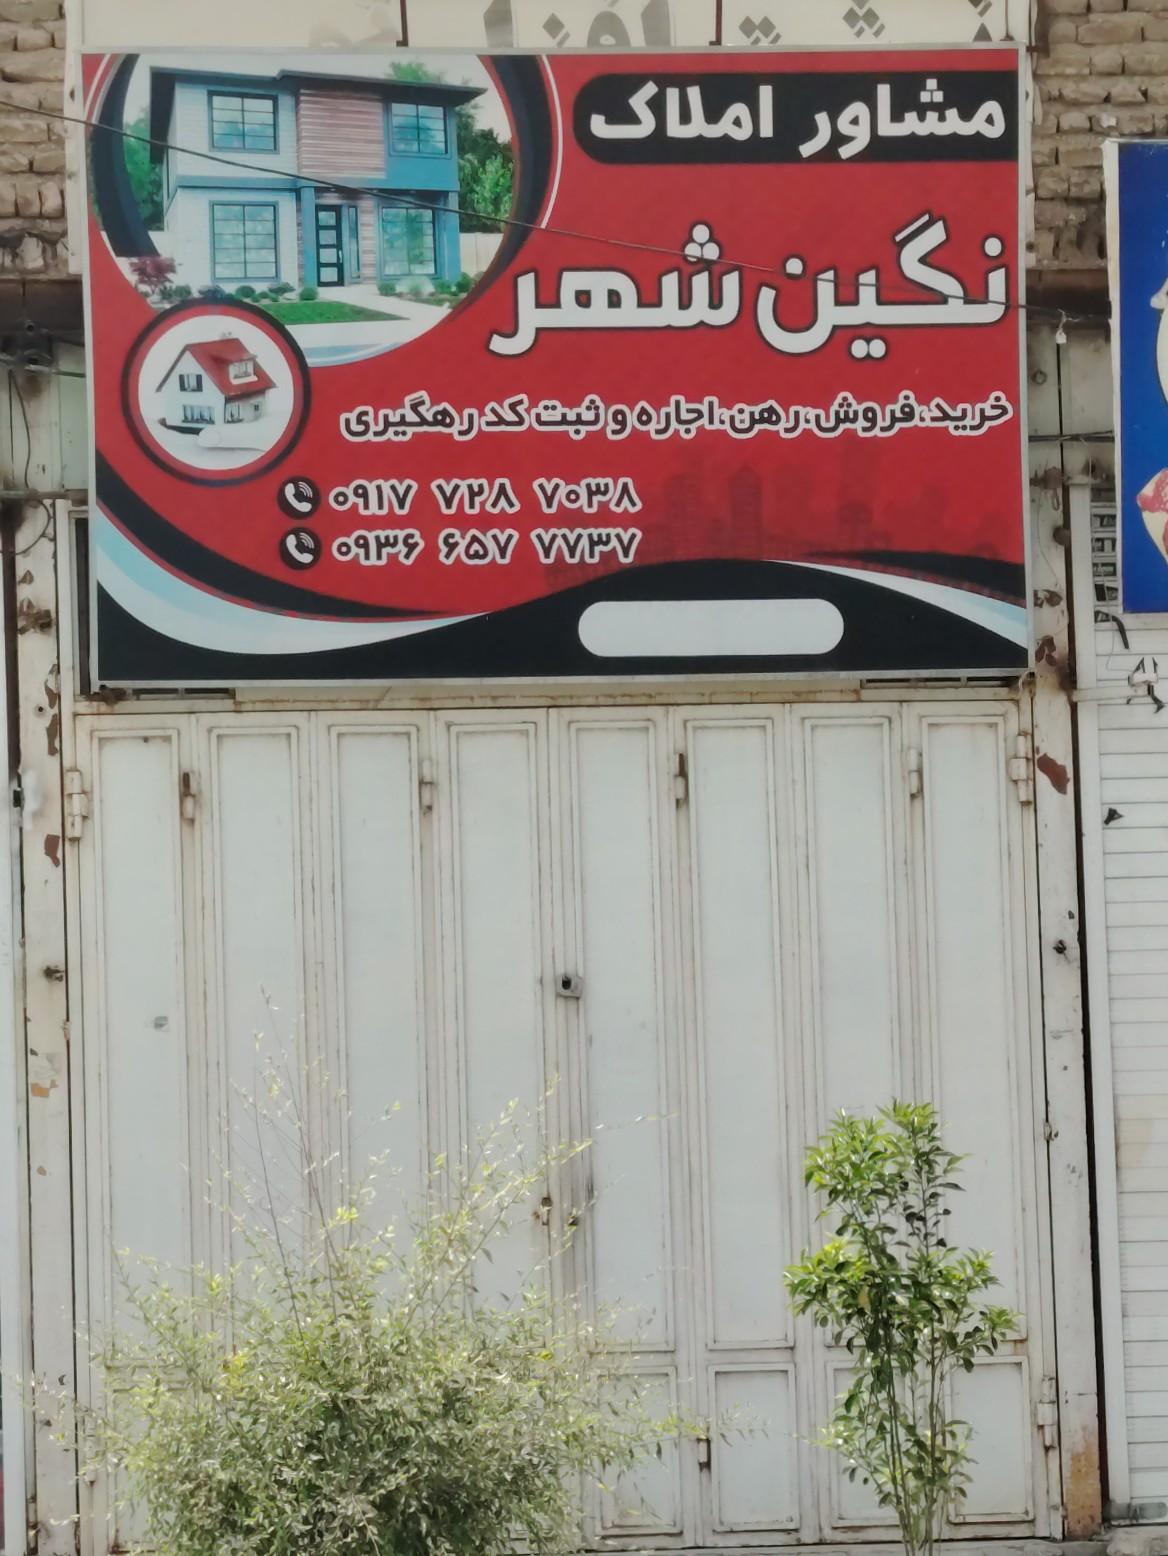 مشاور املاک
نگین شهر
خرید،فروش،رهن،اجاره و ثبت کد رهگیری
۰۹۱۷ ۷۲۸ ۷۰۳۸
۰۹۳۶ ۶۵۷ ۷۷۳۷